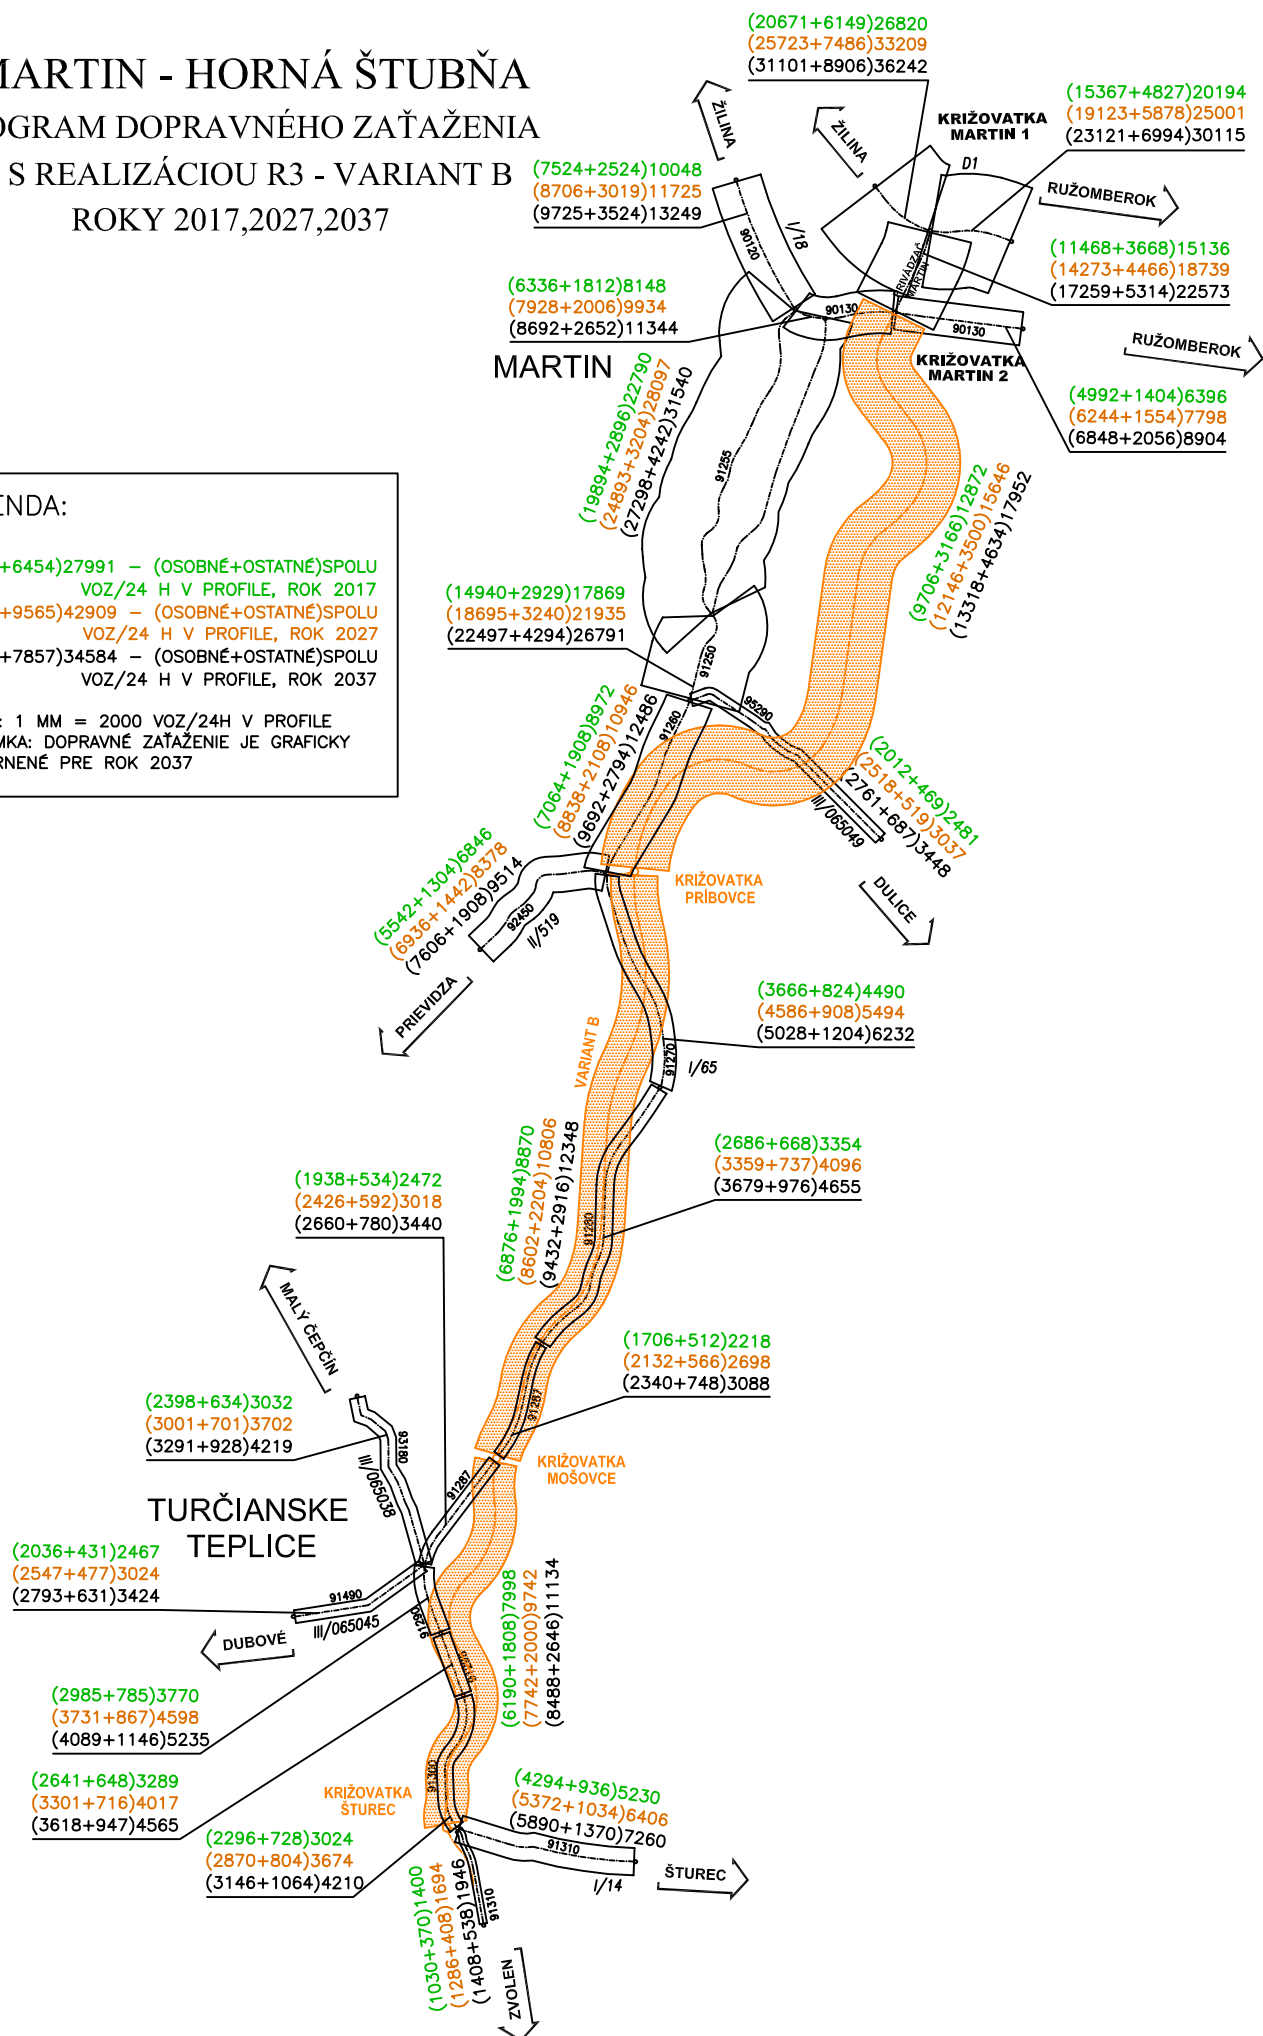 MARTIN - HORNÁ ŠTUBŇA
OGRAM DOPRAVNÉHO ZAŤAŽENIA
S REALIZÁCIOU R3 - VARIANT B
ROKY 2017,2027,2037
(20671+6149)26820
(25723+7486)33209
(31101+8906)36242
(15367+4827)20194
(19123+5878)25001
(23121+6994)30115
KRIŽOVATKA
MARTIN 1
D1
ŽILINA
ŽILINA
RUŽOMBEROK
(7524+2524)10048
(8706+3019)11725
(9725+3524)13249
90120
I/18
RIVÁDZAČ
MARTIN
(11468+3668)15136
(14273+4466)18739
(17259+5314)22573
(6336+1812)8148
(7928+2006)9934
(8692+2652)11344
90130
90130
RUŽOMBEROK
MARTIN
KRIŽOVATKA
MARTIN 2
(4992+1404)6396
(6244+1554)7798
(6848+2056)8904
(19894+2896)22790
(24893+3204)28097
(27298+4242)31540
91255
(9706+3166)12872
(12146+3500)15646
(13318+4634)17952
ENDA:
+6454)27991 – (OSOBNÉ+OSTATNÉ)SPOLU
VOZ/24 H V PROFILE, ROK 2017
+9565)42909 – (OSOBNÉ+OSTATNÉ)SPOLU
VOZ/24 H V PROFILE, ROK 2027
+7857)34584 – (OSOBNÉ+OSTATNÉ)SPOLU
VOZ/24 H V PROFILE, ROK 2037
: 1 MM = 2000 VOZ/24H V PROFILE
MKA: DOPRAVNÉ ZAŤAŽENIE JE GRAFICKY
RNENÉ PRE ROK 2037
(14940+2929)17869
(18695+3240)21935
(22497+4294)26791
91250
95290
91260
(7064+1908)8972
(8838+2108)10946
(9692+2794)12486
(2012+469)2481
(2518+519)3037
(2761+687)3448
III/065049
DULICE
KRIŽOVATKA
PRÍBOVCE
(5542+1304)6846
(6936+1442)8378
(7606+1908)9514
92450
II/519
PRIEVIDZA
(3666+824)4490
(4586+908)5494
(5028+1204)6232
VARIANT B
91270
I/65
(2686+668)3354
(3359+737)4096
(3679+976)4655
(6876+1994)8870
(8602+2204)10806
(9432+2916)12348
91280
(1938+534)2472
(2426+592)3018
(2660+780)3440
MALÝ ČEPČÍN
(1706+512)2218
(2132+566)2698
(2340+748)3088
91287
(2398+634)3032
(3001+701)3702
(3291+928)4219
93180
III/065038
KRIŽOVATKA
MOŠOVCE
91287
TURČIANSKE
TEPLICE
(2036+431)2467
(2547+477)3024
(2793+631)3424
91490
III/065045
DUBOVÉ
91290
(6190+1808)7998
(7742+2000)9742
(8488+2646)11134
(2985+785)3770
(3731+867)4598
(4089+1146)5235
(2641+648)3289
(3301+716)4017
(3618+947)4565
KRIŽOVATKA
ŠTUREC
91300
(4294+936)5230
(5372+1034)6406
(5890+1370)7260
91310
I/14
ŠTUREC
(2296+728)3024
(2870+804)3674
(3146+1064)4210
(1030+370)1400
(1286+408)1694
(1408+538)1946
91310
ZVOLEN